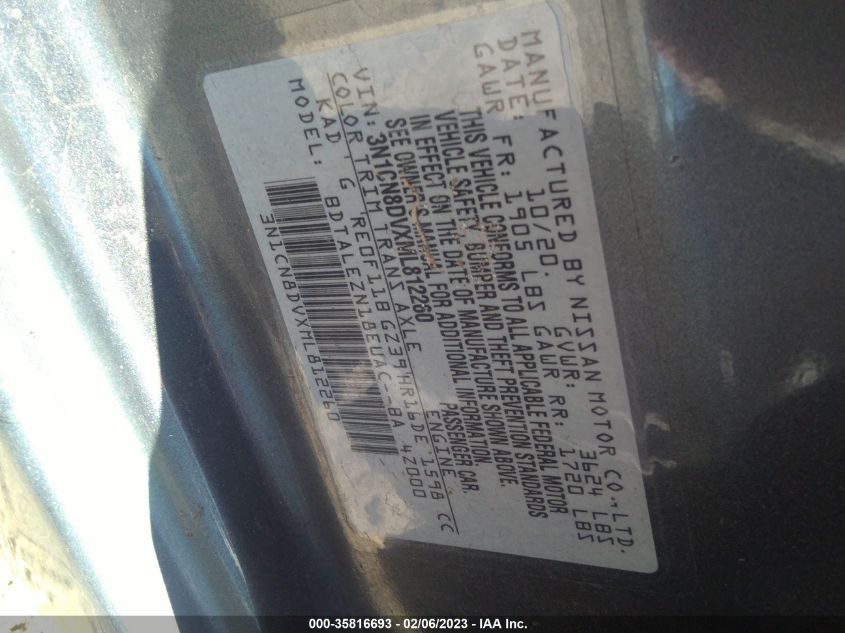 MANUFACTURED BY NISSAN MOTOR CO., LTD.
DATE: 10/20. GVWR: 3624 LBS
GAWR FR: 1905 LBS GAWR RR: 1720 LBS
THIS VEHICLE CONFORMS TO ALL APPLICABLE FEDERAL MOTOR
VEHICLE SAFETY, BUMPER AND THEFT PREVENTION STANDARDS
IN EFFECT ON THE DATE OF MANUFACTURE SHOWN ABOVE.
SEE OWNER'S MANUAL FOR ADDITIONAL INFORMATION.
VIN: 3N1CN8DVXML812260 PASSENGER CAR
COLOR TRIM TRANS AXLE ENGINE
KAD G RE0F11B GZ39 HR16DE 1598 CC
MODEL: BDTALEZN18EUAC--BA 4Z000
3N1CN8DVXML812260
000-35816693 - 02/06/2023 - IAA Inc.